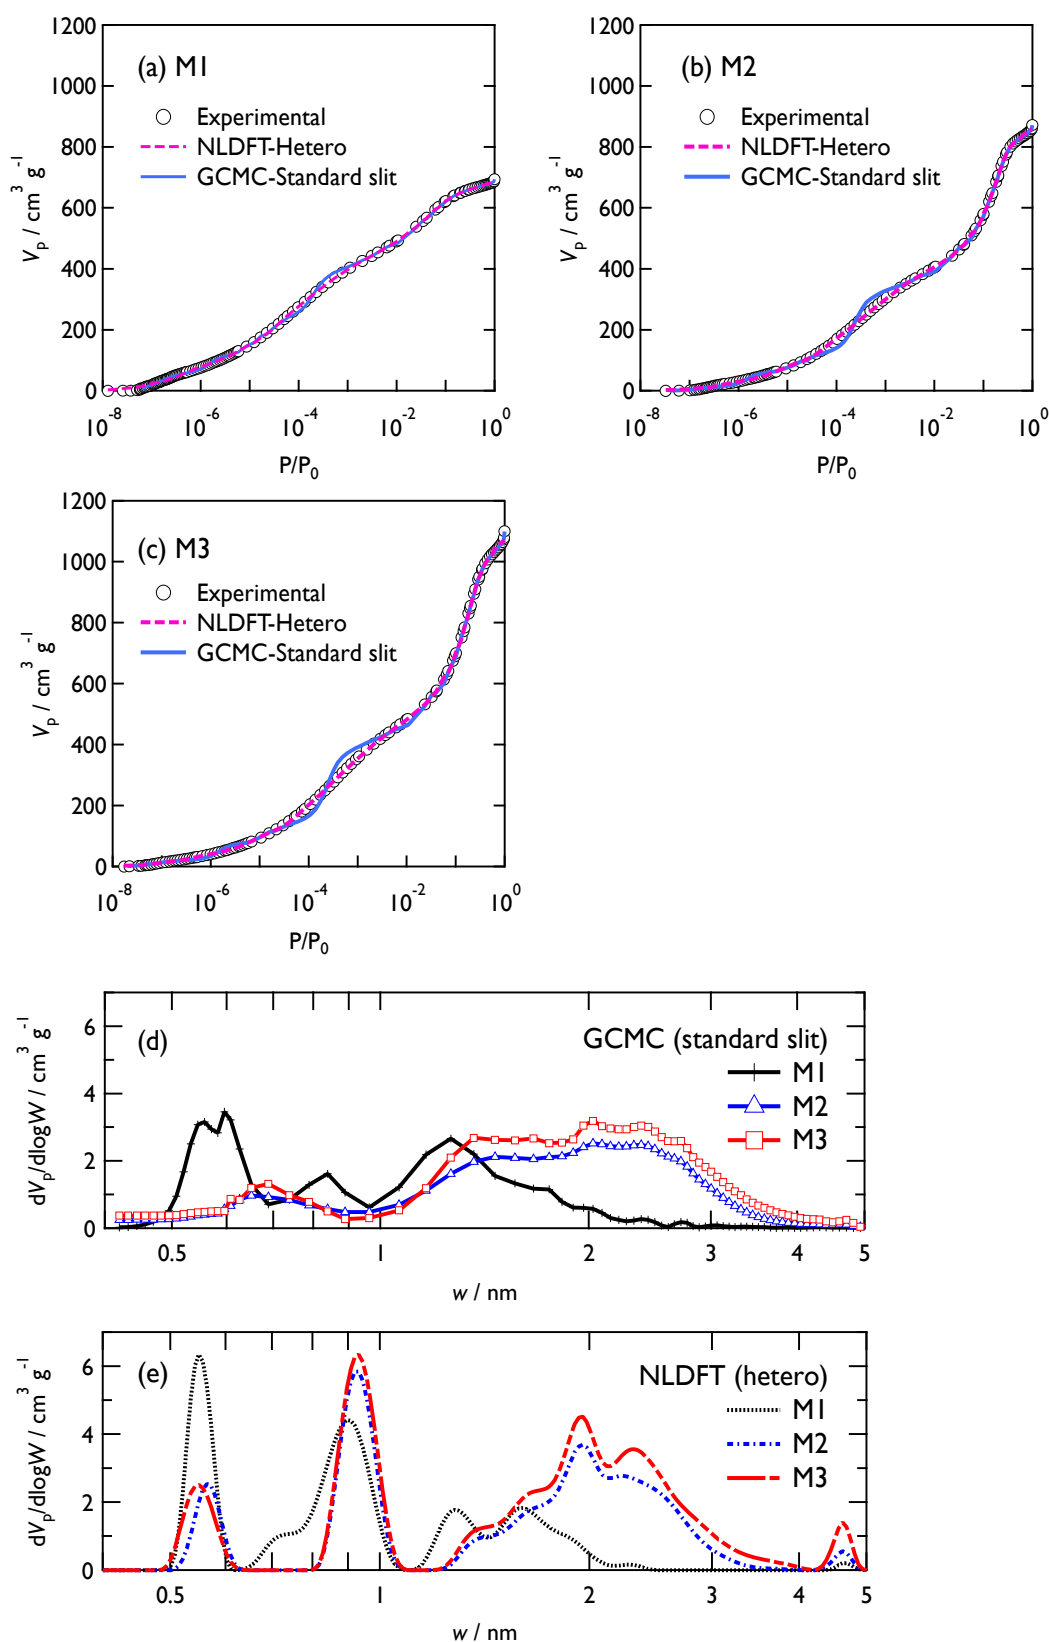 (a) M1
Experimental
NLDFT-Hetero
GCMC-Standard slit
1200
1000
800
600
400
200
0
V_p / cm^3 g^-1
10^-8
10^-6
10^-4
10^-2
10^0
P/P_0
(b) M2
Experimental
NLDFT-Hetero
GCMC-Standard slit
1200
1000
800
600
400
200
0
V_p / cm^3 g^-1
10^-8
10^-6
10^-4
10^-2
10^0
P/P_0
(c) M3
Experimental
NLDFT-Hetero
GCMC-Standard slit
1200
1000
800
600
400
200
0
V_p / cm^3 g^-1
10^-8
10^-6
10^-4
10^-2
10^0
P/P_0
(d)
GCMC (standard slit)
M1
M2
M3
6
4
2
0
dV_p/dlogW / cm^3 g^-1
0.5
1
2
3
4
5
w / nm
(e)
NLDFT (hetero)
M1
M2
M3
6
4
2
0
dV_p/dlogW / cm^3 g^-1
0.5
1
2
3
4
5
w / nm